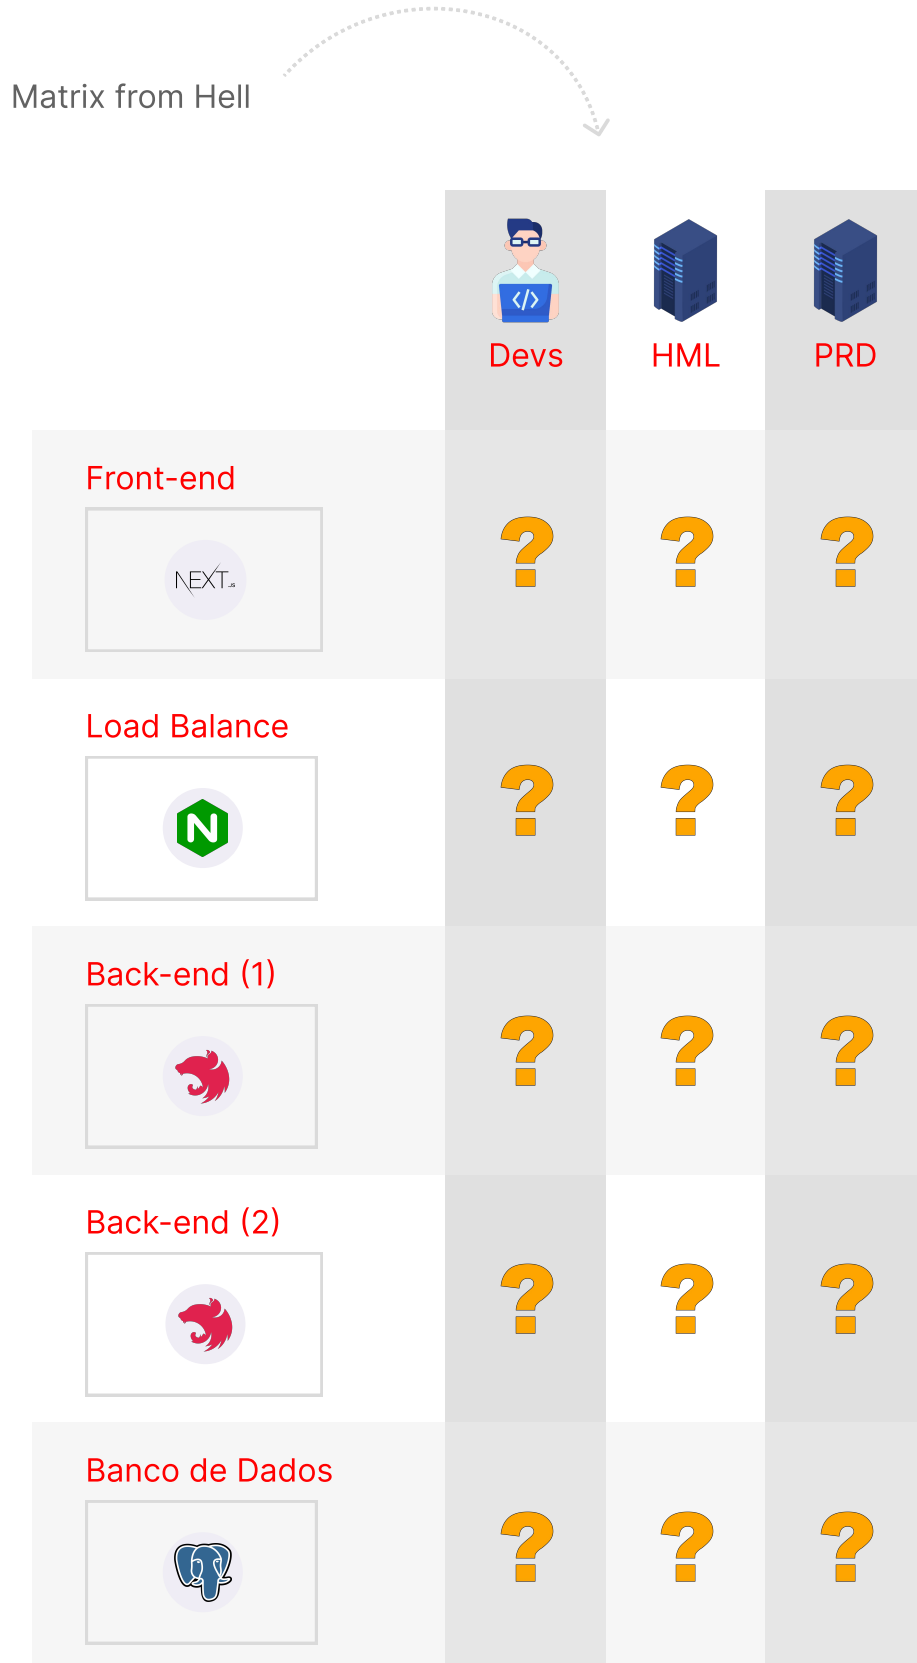 Matrix from Hell
Devs
HML
PRD
Front-end
NEXT.JS
?
?
?
Load Balance
N
?
?
?
Back-end (1)
?
?
?
Back-end (2)
?
?
?
Banco de Dados
?
?
?